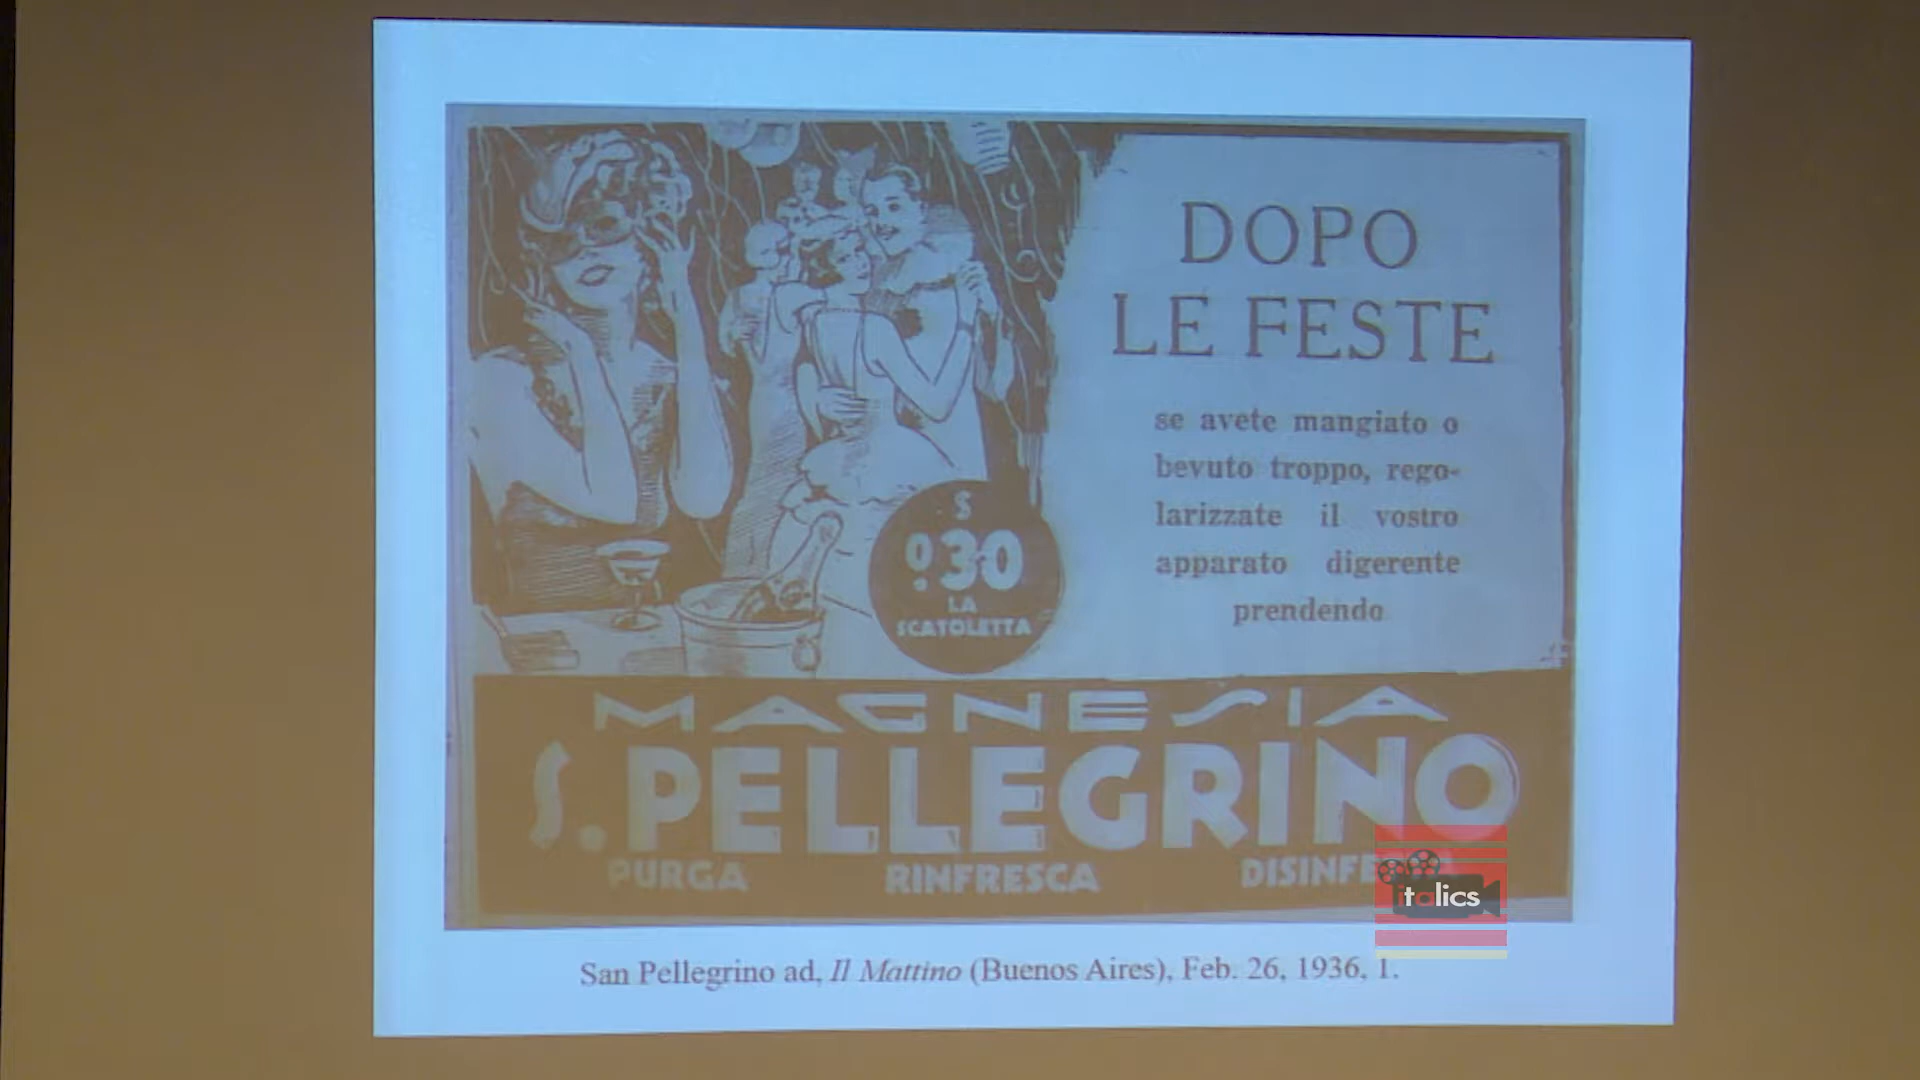 DOPO
LE FESTE
se avete mangiato o
bevuto troppo, rego-
larizzate il vostro
apparato digerente
prendendo
$
0.30
LA
SCATOLETTA
MAGNESIA
S. PELLEGRINO
PURGA RINFRESCA
italics
San Pellegrino ad, Il Mattino (Buenos Aires), Feb. 26, 1936, 1.